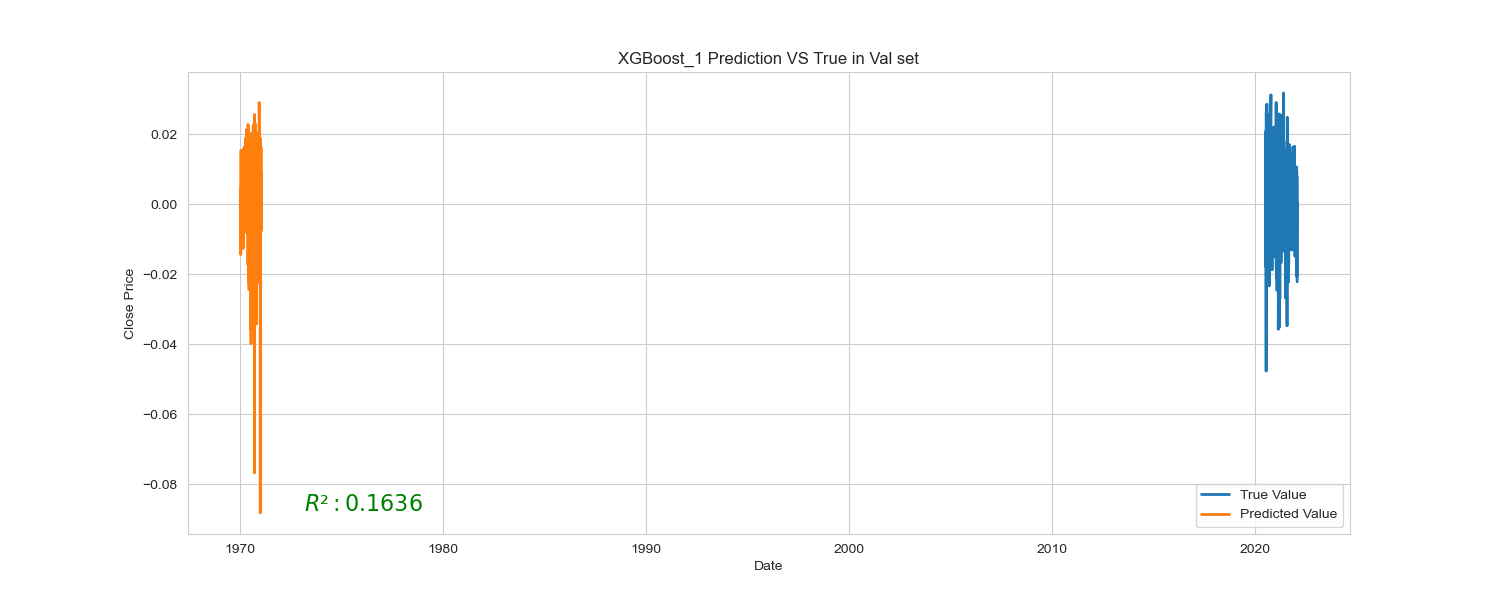 XGBoost_1 Prediction VS True in Val set
Close Price
0.02
0.00
−0.02
−0.04
−0.06
−0.08
R² : 0.1636
True Value
Predicted Value
1970 1980 1990 2000 2010 2020
Date